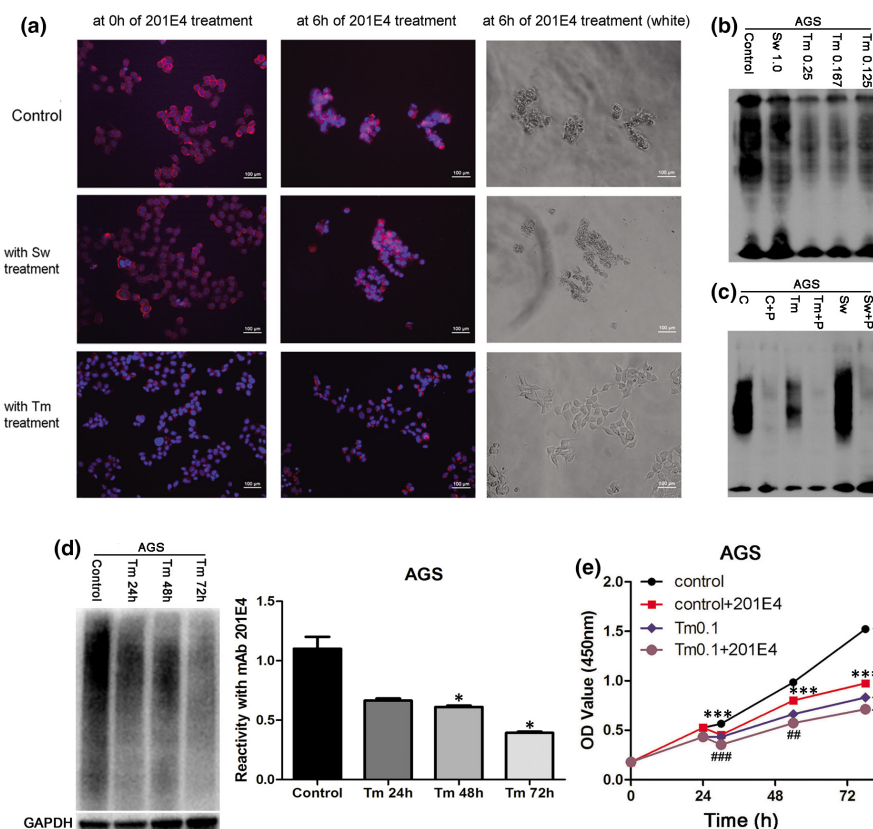 (a)
at 0h of 201E4 treatment
at 6h of 201E4 treatment
at 6h of 201E4 treatment (white)
Control
100 μm
100 μm
100 μm
with Sw
treatment
100 μm
100 μm
100 μm
with Tm
treatment
100 μm
100 μm
100 μm
(b)
AGS
Control
Sw 1.0
Tm 0.25
Tm 0.167
Tm 0.125
(c)
AGS
C
C+P
Tm
Tm+P
Sw
Sw+P
(d)
AGS
Control
Tm 24h
Tm 48h
Tm 72h
GAPDH
AGS
Reactivity with mAb 201E4
1.5
1.0
0.5
0.0
*
*
Control
Tm 24h
Tm 48h
Tm 72h
(e)
AGS
control
control+201E4
Tm0.1
Tm0.1+201E4
OD Value (450nm)
2.0
1.5
1.0
0.5
0.0
***
***
***
###
##
0
24
48
72
Time (h)